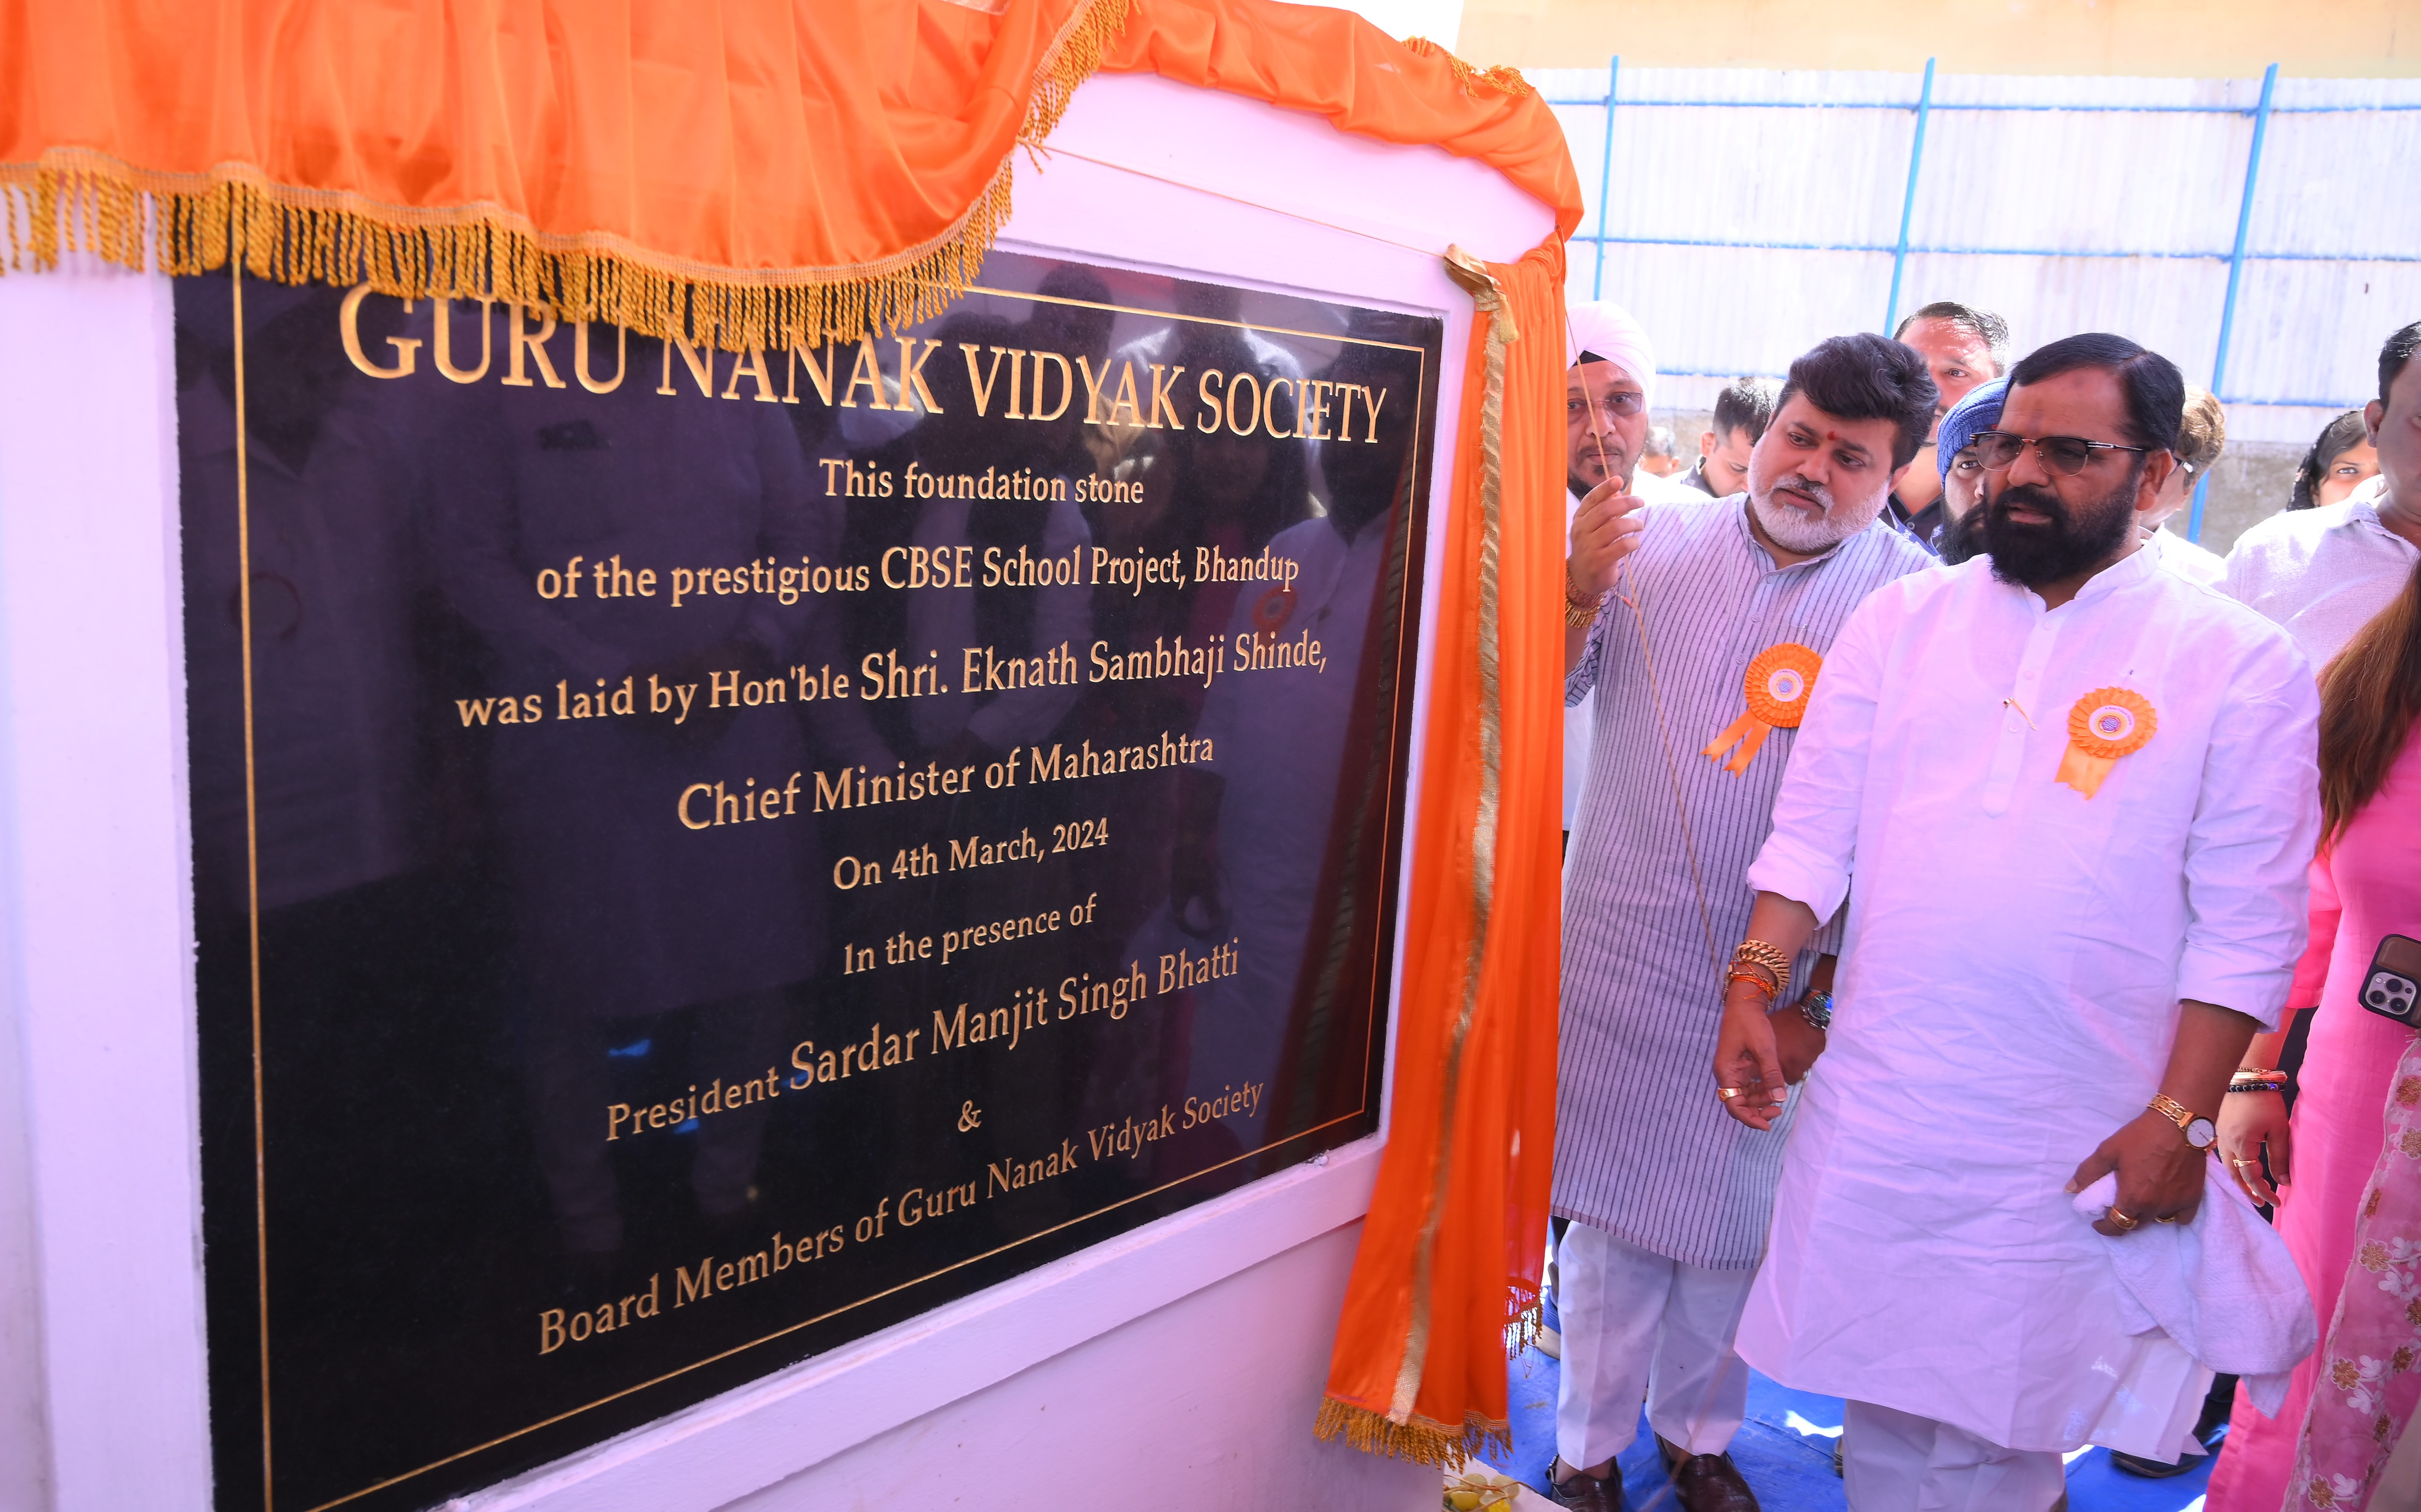 GURU NANAK VIDYAK SOCIETY
This foundation stone
of the prestigious CBSE School Project, Bhandup
was laid by Hon'ble Shri. Eknath Sambhaji Shinde,
Chief Minister of Maharashtra
On 4th March, 2024
In the presence of
President Sardar Manjit Singh Bhatti
&
Board Members of Guru Nanak Vidyak Society